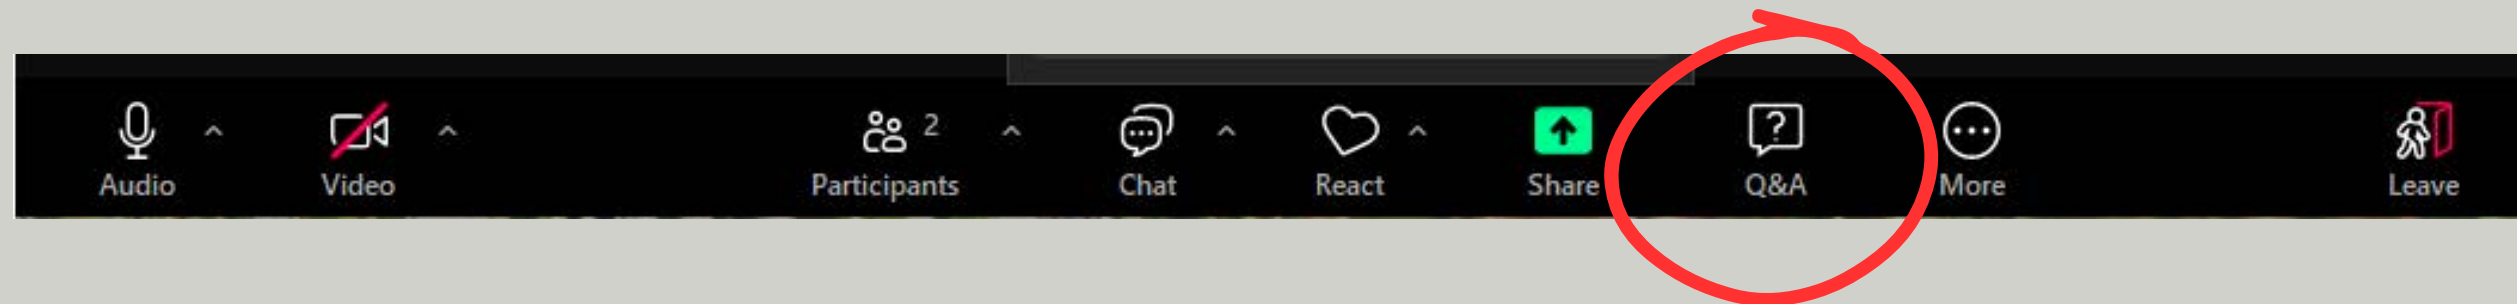 2
Audio
Video
Participants
Chat
React
Share
?
Q&A
More
Leave